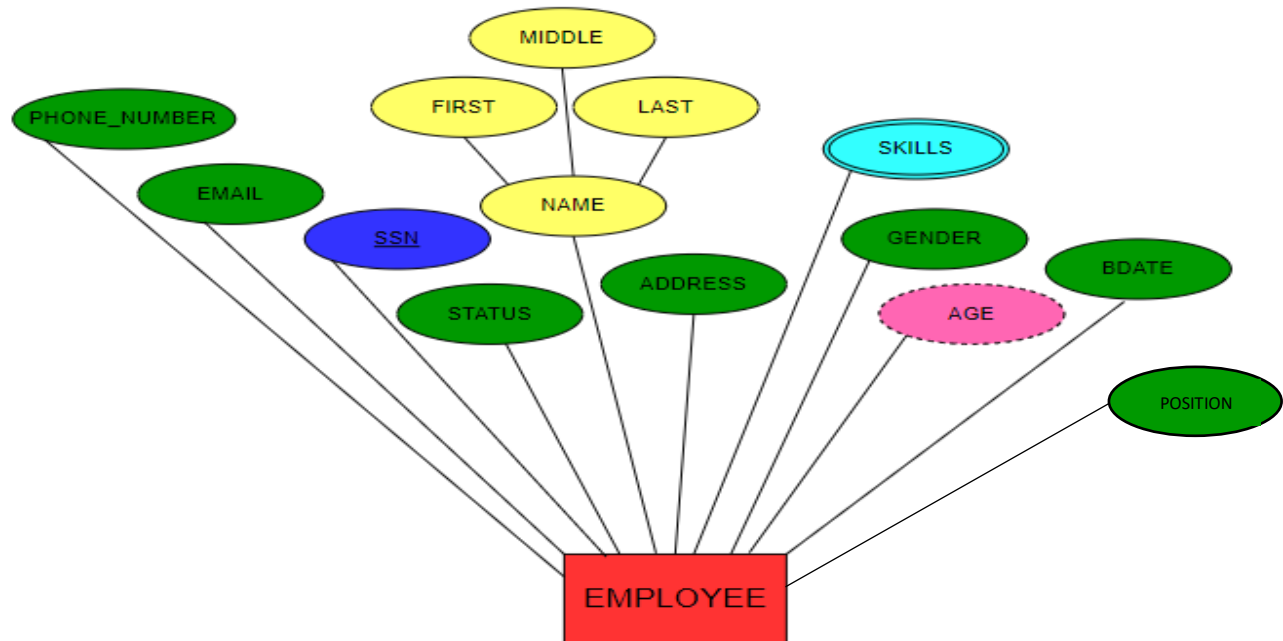 MIDDLE
FIRST
LAST
PHONE_NUMBER
SKILLS
EMAIL
NAME
SSN
GENDER
BDATE
ADDRESS
STATUS
AGE
POSITION
EMPLOYEE